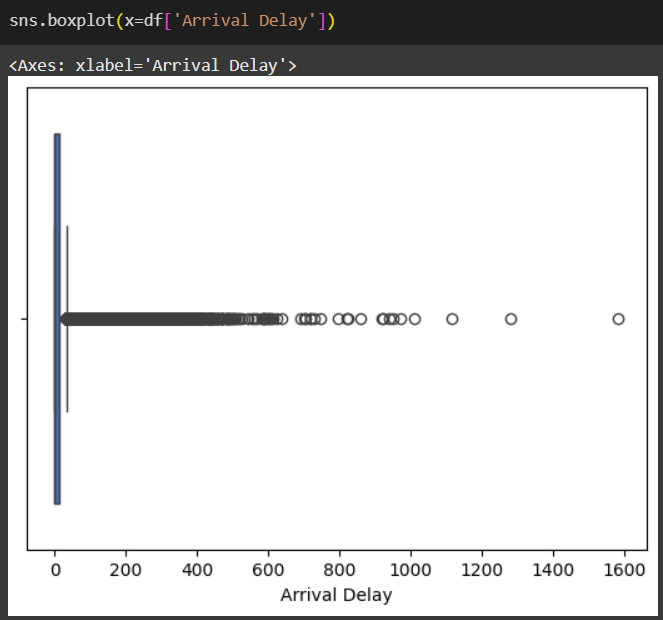 sns.boxplot(x=df['Arrival Delay'])
<Axes: xlabel='Arrival Delay'>
0 200 400 600 800 1000 1200 1400 1600
Arrival Delay